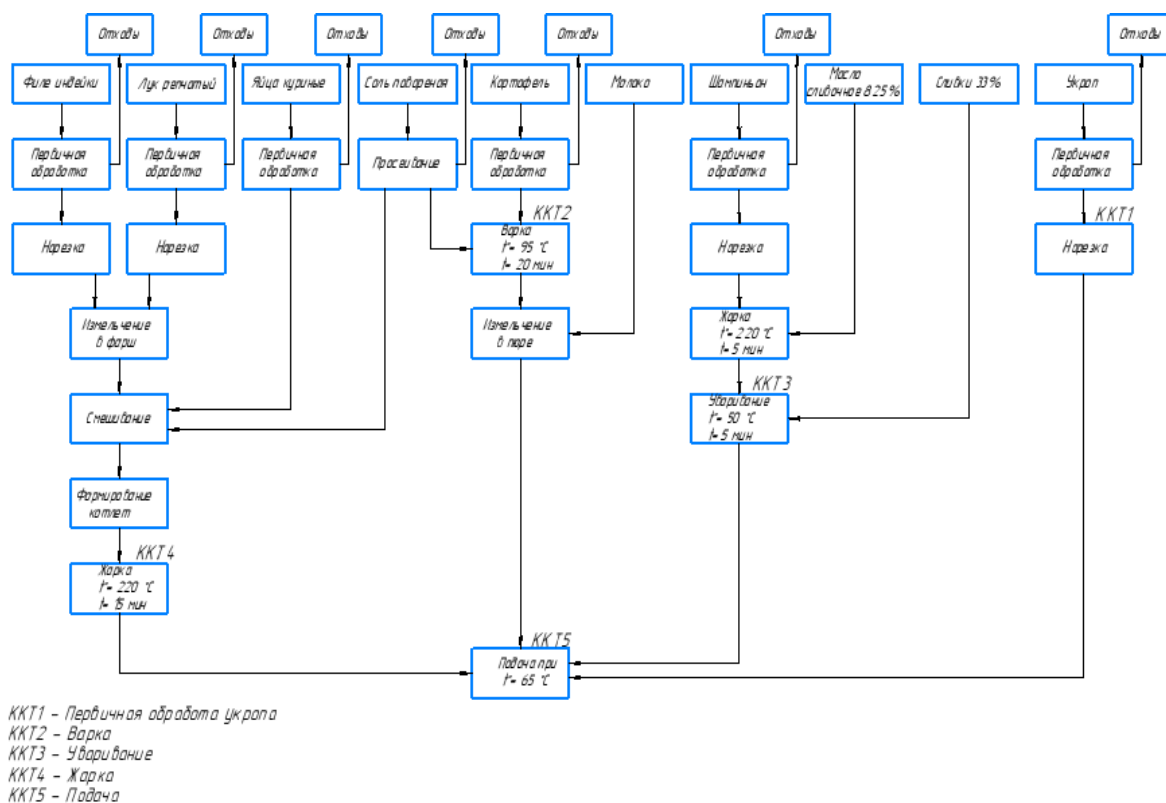 Отходы
Отходы
Отходы
Отходы
Отходы
Отходы
Отходы
Филе индейки
Лук репчатый
Яйца куриные
Соль повареная
Картофель
Молоко
Шампиньон
Масло
сливочное 82,5%
Сливки 33%
Укроп
Первичная
обработка
Первичная
обработка
Первичная
обработка
Просеивание
Первичная
обработка
Первичная
обработка
Первичная
обработка
ККТ2
ККТ1
Нарезка
Нарезка
Варка
t°= 95 °C
t= 20 мин
Нарезка
Нарезка
Измельчение
в фарш
Измельчение
в пюре
Жарка
t°= 220 °C
t= 5 мин
ККТ3
Смешивание
Уваривание
t°= 50 °C
t= 5 мин
Формирование
котлет
ККТ4
Жарка
t°= 220 °C
t= 15 мин
ККТ5
Подача при
t°= 65 °C
ККТ1 - Первичная обработа укропа
ККТ2 - Варка
ККТ3 - Уваривание
ККТ4 - Жарка
ККТ5 - Подача